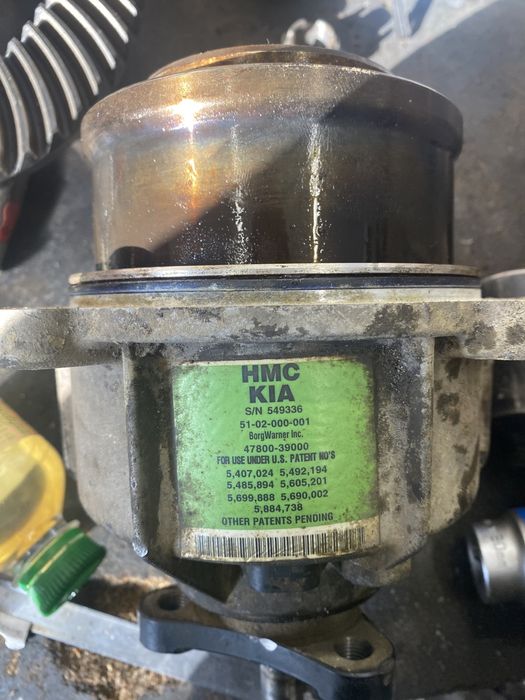 HMC
KIA
S/N 549336
51-02-000-001
BorgWarner Inc.
47800-39000
FOR USE UNDER U.S. PATENT NO'S
5,407,024 5,492,194
5,485,894 5,605,201
5,699,888 5,690,002
5,884,738
OTHER PATENTS PENDING